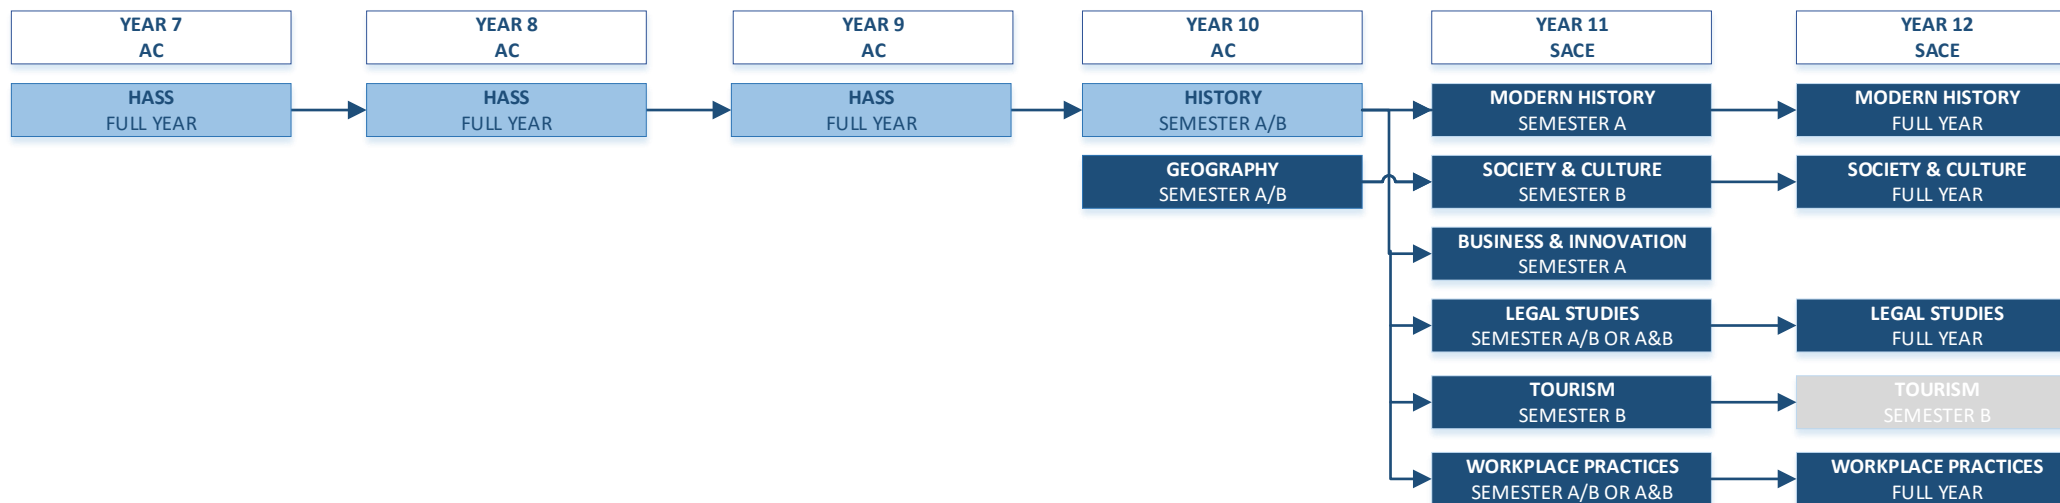 YEAR 7
AC
YEAR 8
AC
YEAR 9
AC
YEAR 10
AC
YEAR 11
SACE
YEAR 12
SACE
HASS
FULL YEAR
HASS
FULL YEAR
HASS
FULL YEAR
HISTORY
SEMESTER A/B
MODERN HISTORY
SEMESTER A
MODERN HISTORY
FULL YEAR
GEOGRAPHY
SEMESTER A/B
SOCIETY & CULTURE
SEMESTER B
SOCIETY & CULTURE
FULL YEAR
BUSINESS & INNOVATION
SEMESTER A
LEGAL STUDIES
SEMESTER A/B OR A&B
LEGAL STUDIES
FULL YEAR
TOURISM
SEMESTER B
TOURISM
SEMESTER B
WORKPLACE PRACTICES
SEMESTER A/B OR A&B
WORKPLACE PRACTICES
FULL YEAR